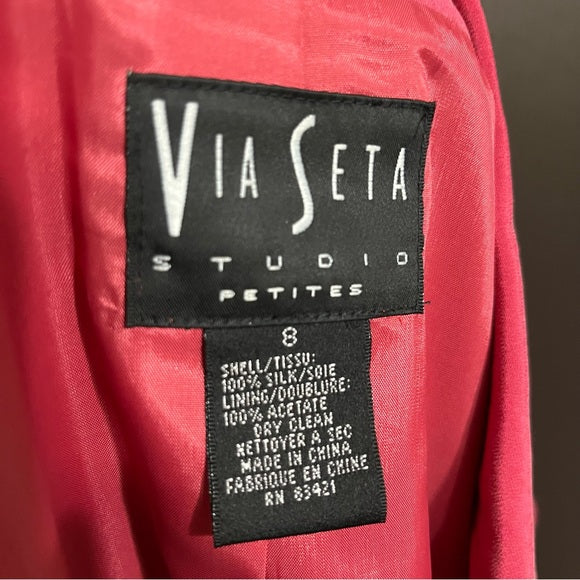 VIA SETA
STUDIO
PETITES
8
SHELL/TISSU:
100% SILK/SOIE
LINING/DOUBLURE:
100% ACETATE
DRY CLEAN
NETTOYER A SEC
MADE IN CHINA
FABRIQUE EN CHINE
RN 83421